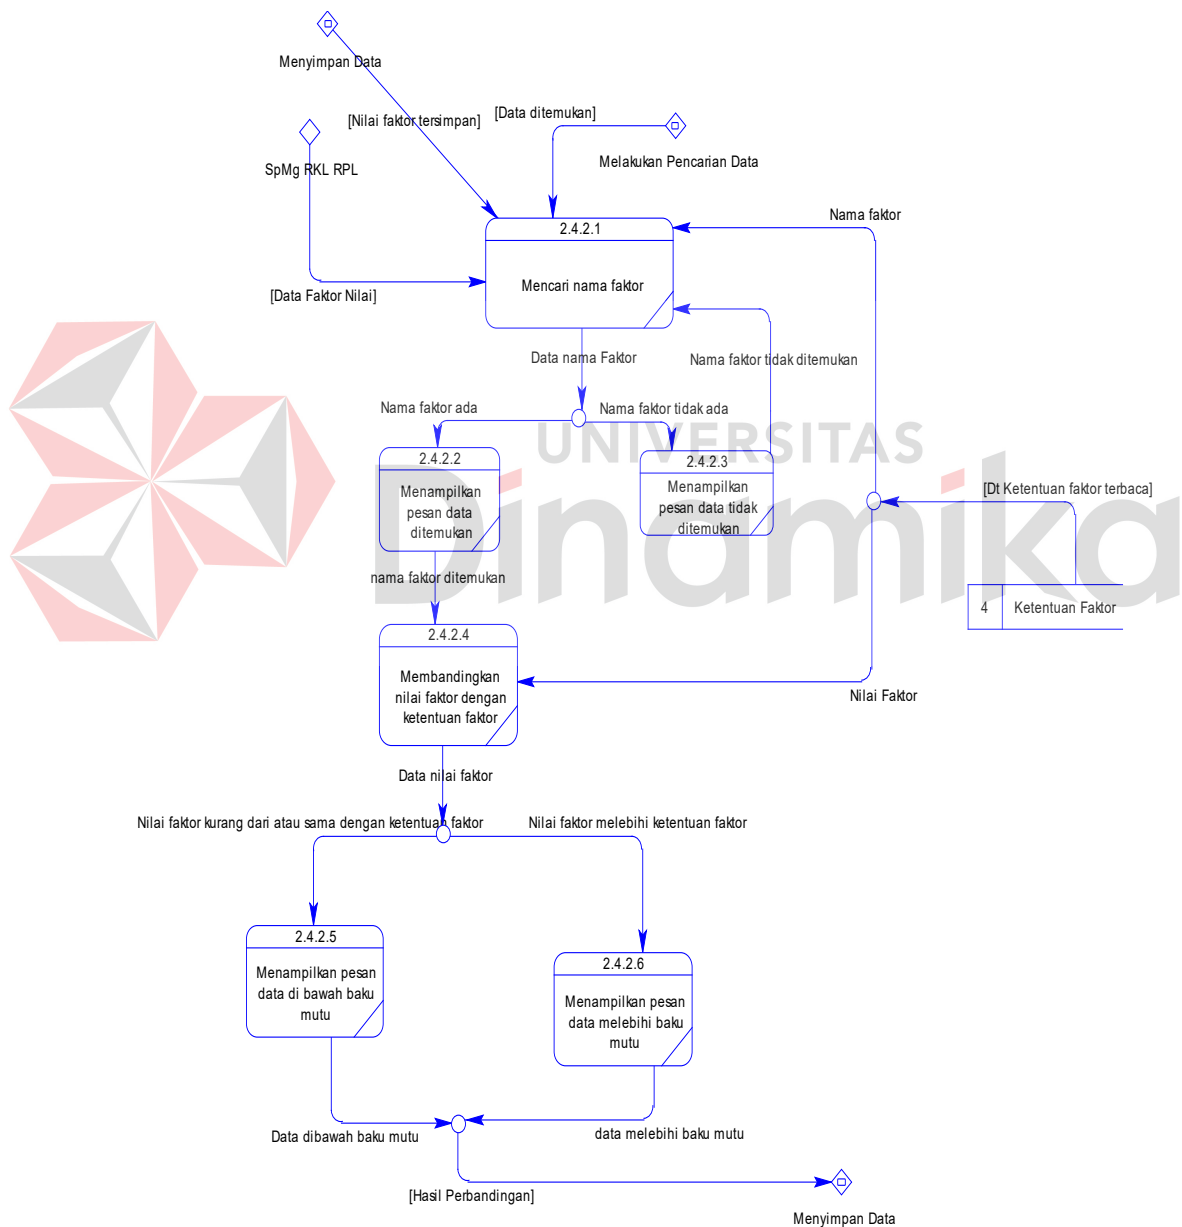 Menyimpan Data
[Nilai faktor tersimpan]
[Data ditemukan]
SpMg RKL RPL
Melakukan Pencarian Data
Nama faktor
2.4.2.1
Mencari nama faktor
[Data Faktor Nilai]
Data nama Faktor
Nama faktor tidak ditemukan
Nama faktor ada
Nama faktor tidak ada
UNIVERSITAS
Dinamika
2.4.2.2
Menampilkan
pesan data
ditemukan
2.4.2.3
Menampilkan
pesan data tidak
ditemukan
[Dt Ketentuan faktor terbaca]
nama faktor ditemukan
4
Ketentuan Faktor
2.4.2.4
Membandingkan
nilai faktor dengan
ketentuan faktor
Nilai Faktor
Data nilai faktor
Nilai faktor kurang dari atau sama dengan ketentuan faktor
Nilai faktor melebihi ketentuan faktor
2.4.2.5
Menampilkan pesan
data di bawah baku
mutu
2.4.2.6
Menampilkan pesan
data melebihi baku
mutu
Data dibawah baku mutu
data melebihi baku mutu
[Hasil Perbandingan]
Menyimpan Data